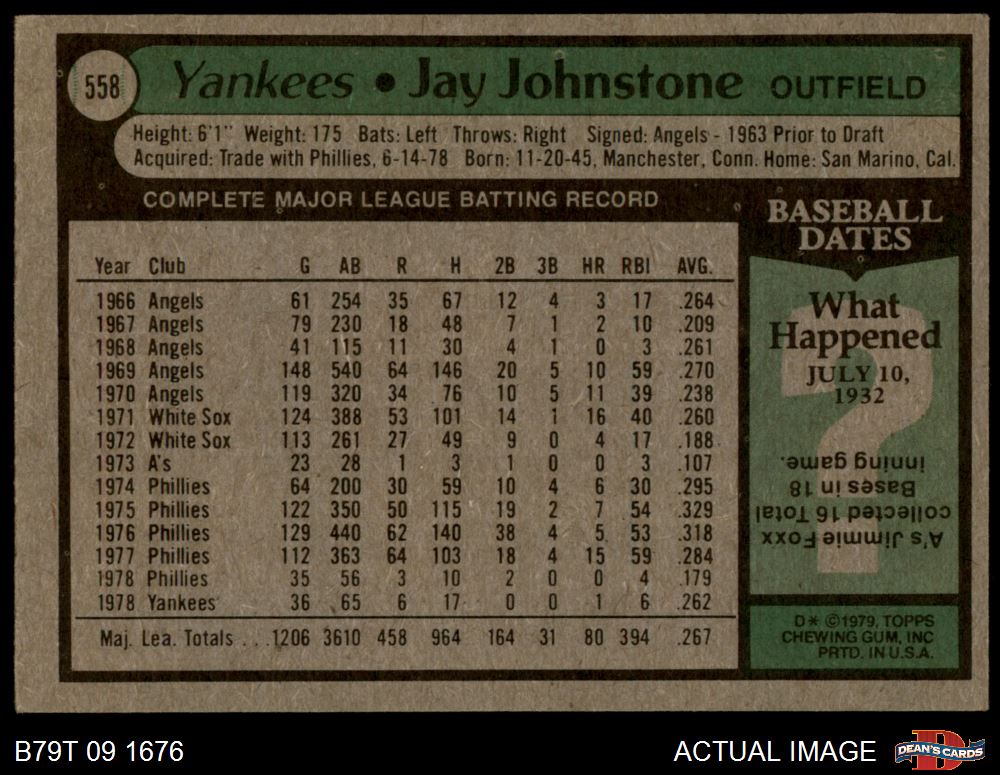 558 Yankees • Jay Johnstone OUTFIELD
Height: 6'1" Weight: 175 Bats: Left Throws: Right Signed: Angels - 1963 Prior to Draft
Acquired: Trade with Phillies, 6-14-78 Born: 11-20-45, Manchester, Conn. Home: San Marino, Cal.
COMPLETE MAJOR LEAGUE BATTING RECORD
Year Club G AB R H 2B 3B HR RBI AVG.
1966 Angels 61 254 35 67 12 4 3 17 .264
1967 Angels 79 230 18 48 7 1 2 10 .209
1968 Angels 41 115 11 30 4 1 0 3 .261
1969 Angels 148 540 64 146 20 5 10 59 .270
1970 Angels 119 320 34 76 10 5 11 39 .238
1971 White Sox 124 388 53 101 14 1 16 40 .260
1972 White Sox 113 261 27 49 9 0 4 17 .188
1973 A's 23 28 1 3 1 0 0 3 .107
1974 Phillies 64 200 30 59 10 4 6 30 .295
1975 Phillies 122 350 50 115 19 2 7 54 .329
1976 Phillies 129 440 62 140 38 4 5 53 .318
1977 Phillies 112 363 64 103 18 4 15 59 .284
1978 Phillies 35 56 3 10 2 0 0 4 .179
1978 Yankees 36 65 6 17 0 0 1 6 .262
Maj. Lea. Totals . . . 1206 3610 458 964 164 31 80 394 .267
BASEBALL
DATES
What
Happened
JULY 10,
1932
?
A's Jimmie Foxx
collected 16 Total
Bases in 18
inning game.
D* ©1979, TOPPS
CHEWING GUM, INC
PRTD. IN U.S.A.
B79T 09 1676
ACTUAL IMAGE
D
DEAN'S CARDS